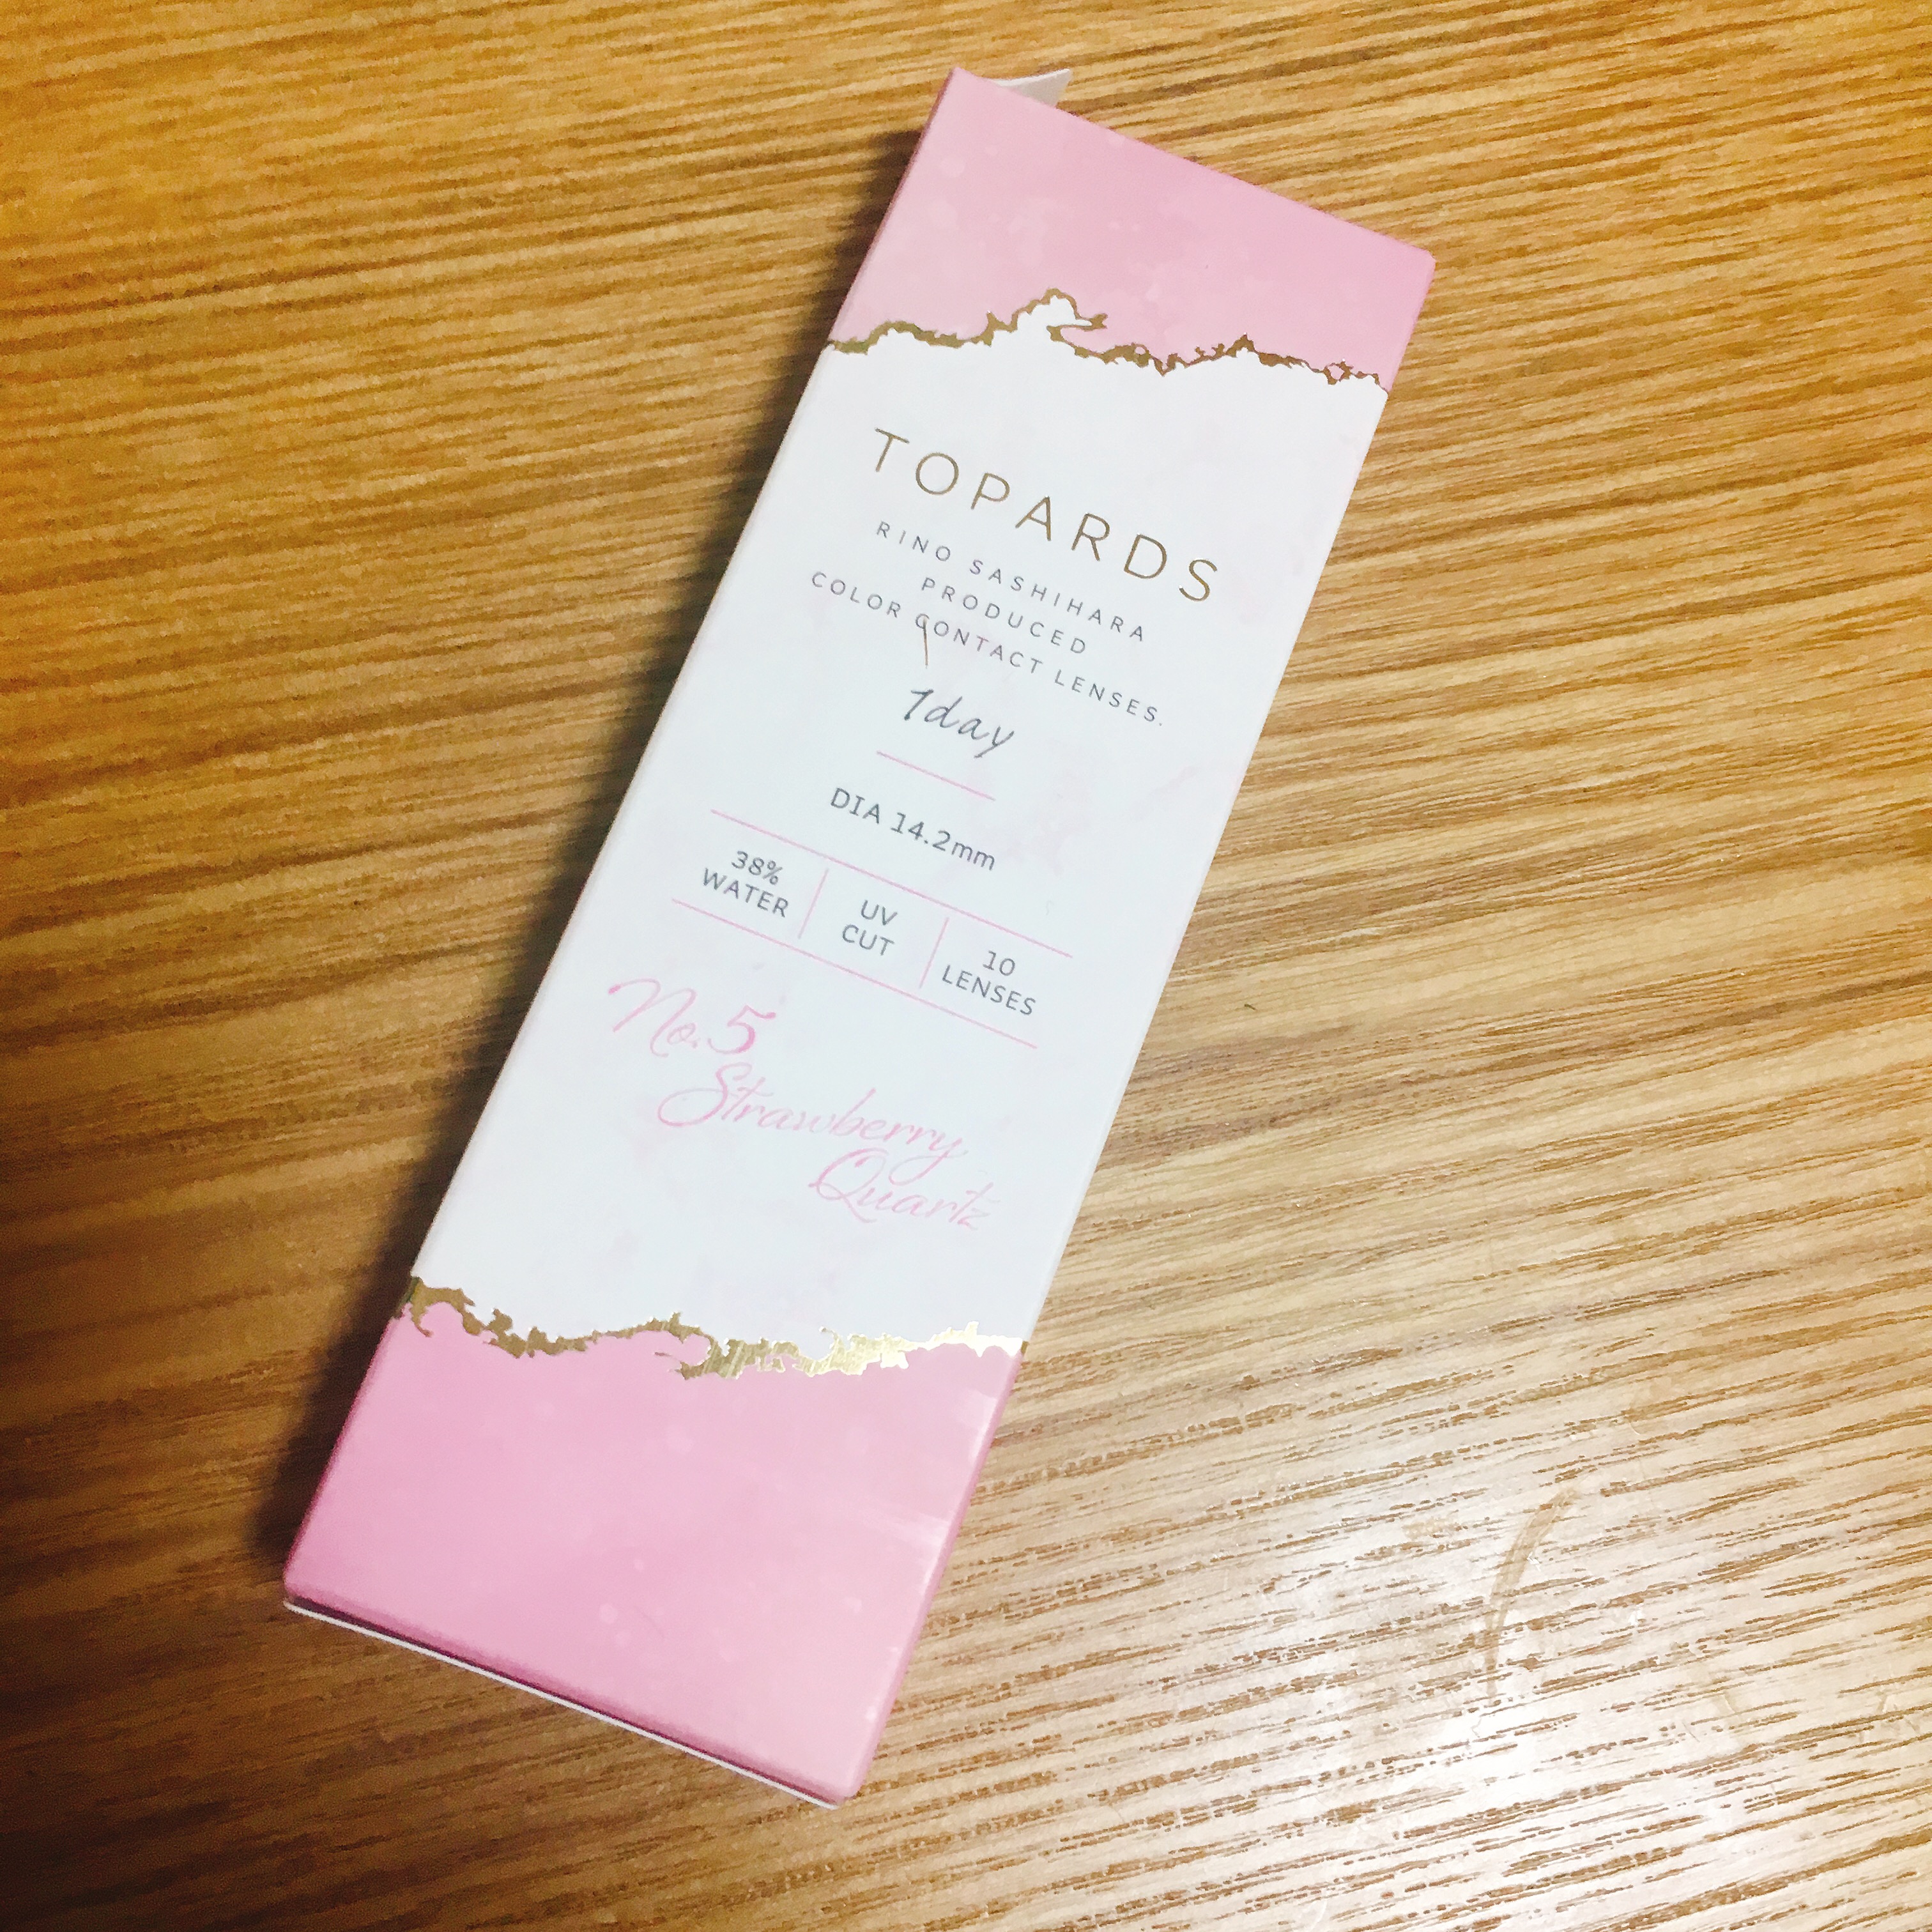 TOPARDS
RINO SASHIHARA
PRODUCED
COLOR CONTACT LENSES.
1day
DIA 14.2mm
38%
WATER
UV
CUT
10
LENSES
No.5
Strawberry
Quartz